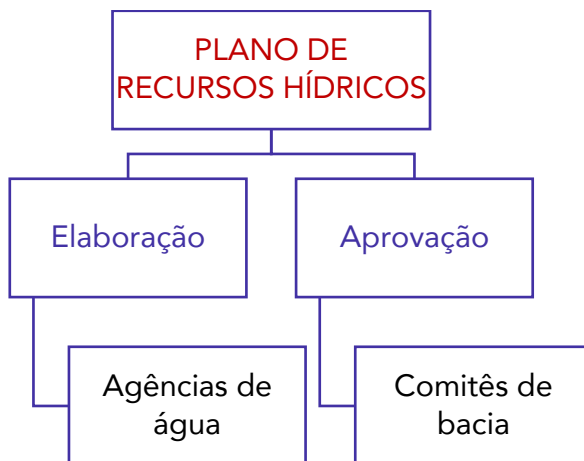 PLANO DE
RECURSOS HÍDRICOS
Elaboração
Aprovação
Agências de
água
Comitês de
bacia